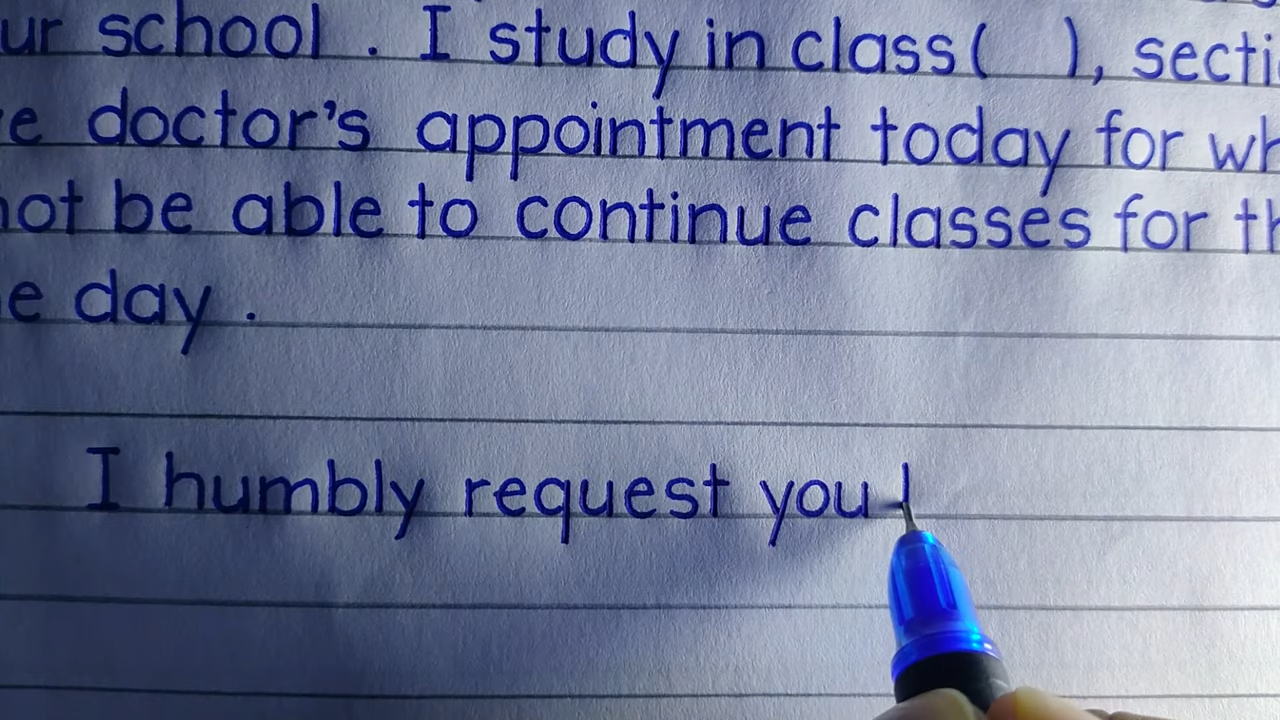 ur school . I study in class( ), secti
e doctor's appointment today for wh
not be able to continue classes for th
e day .
I humbly request you